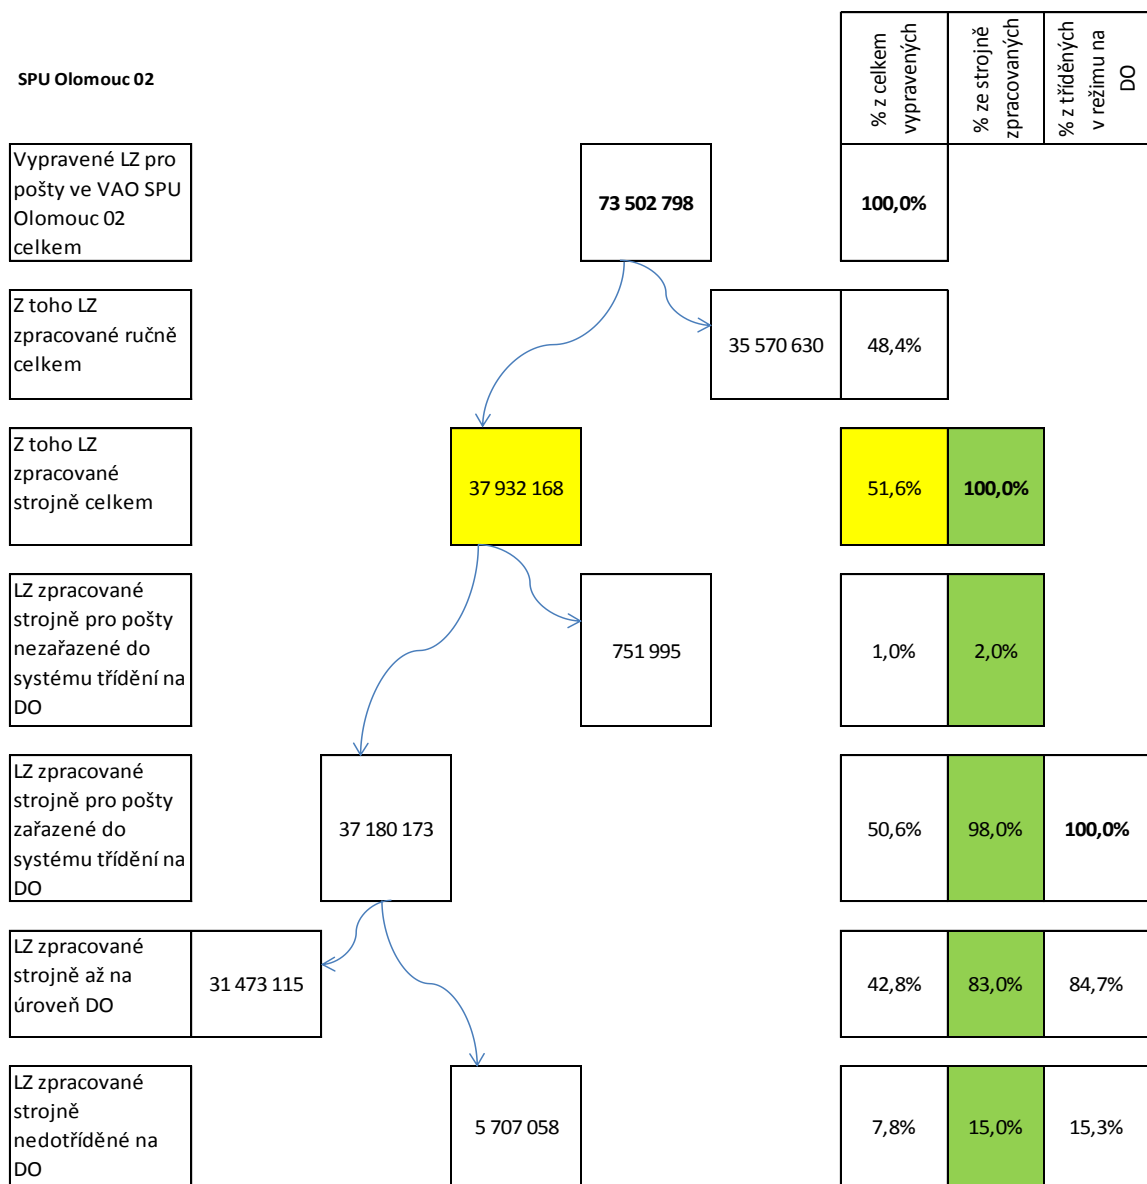 SPU Olomouc 02
% z celkem
vypravených
% ze strojně
zpracovaných
% z tříděných
v režimu na
DO
Vypravené LZ pro
pošty ve VAO SPU
Olomouc 02
celkem
73 502 798
100,0%
Z toho LZ
zpracované ručně
celkem
35 570 630
48,4%
Z toho LZ
zpracované
strojně celkem
37 932 168
51,6%
100,0%
LZ zpracované
strojně pro pošty
nezařazené do
systému třídění na
DO
751 995
1,0%
2,0%
LZ zpracované
strojně pro pošty
zařazené do
systému třídění na
DO
37 180 173
50,6%
98,0%
100,0%
LZ zpracované
strojně až na
úroveň DO
31 473 115
42,8%
83,0%
84,7%
LZ zpracované
strojně
nedotříděné na
DO
5 707 058
7,8%
15,0%
15,3%